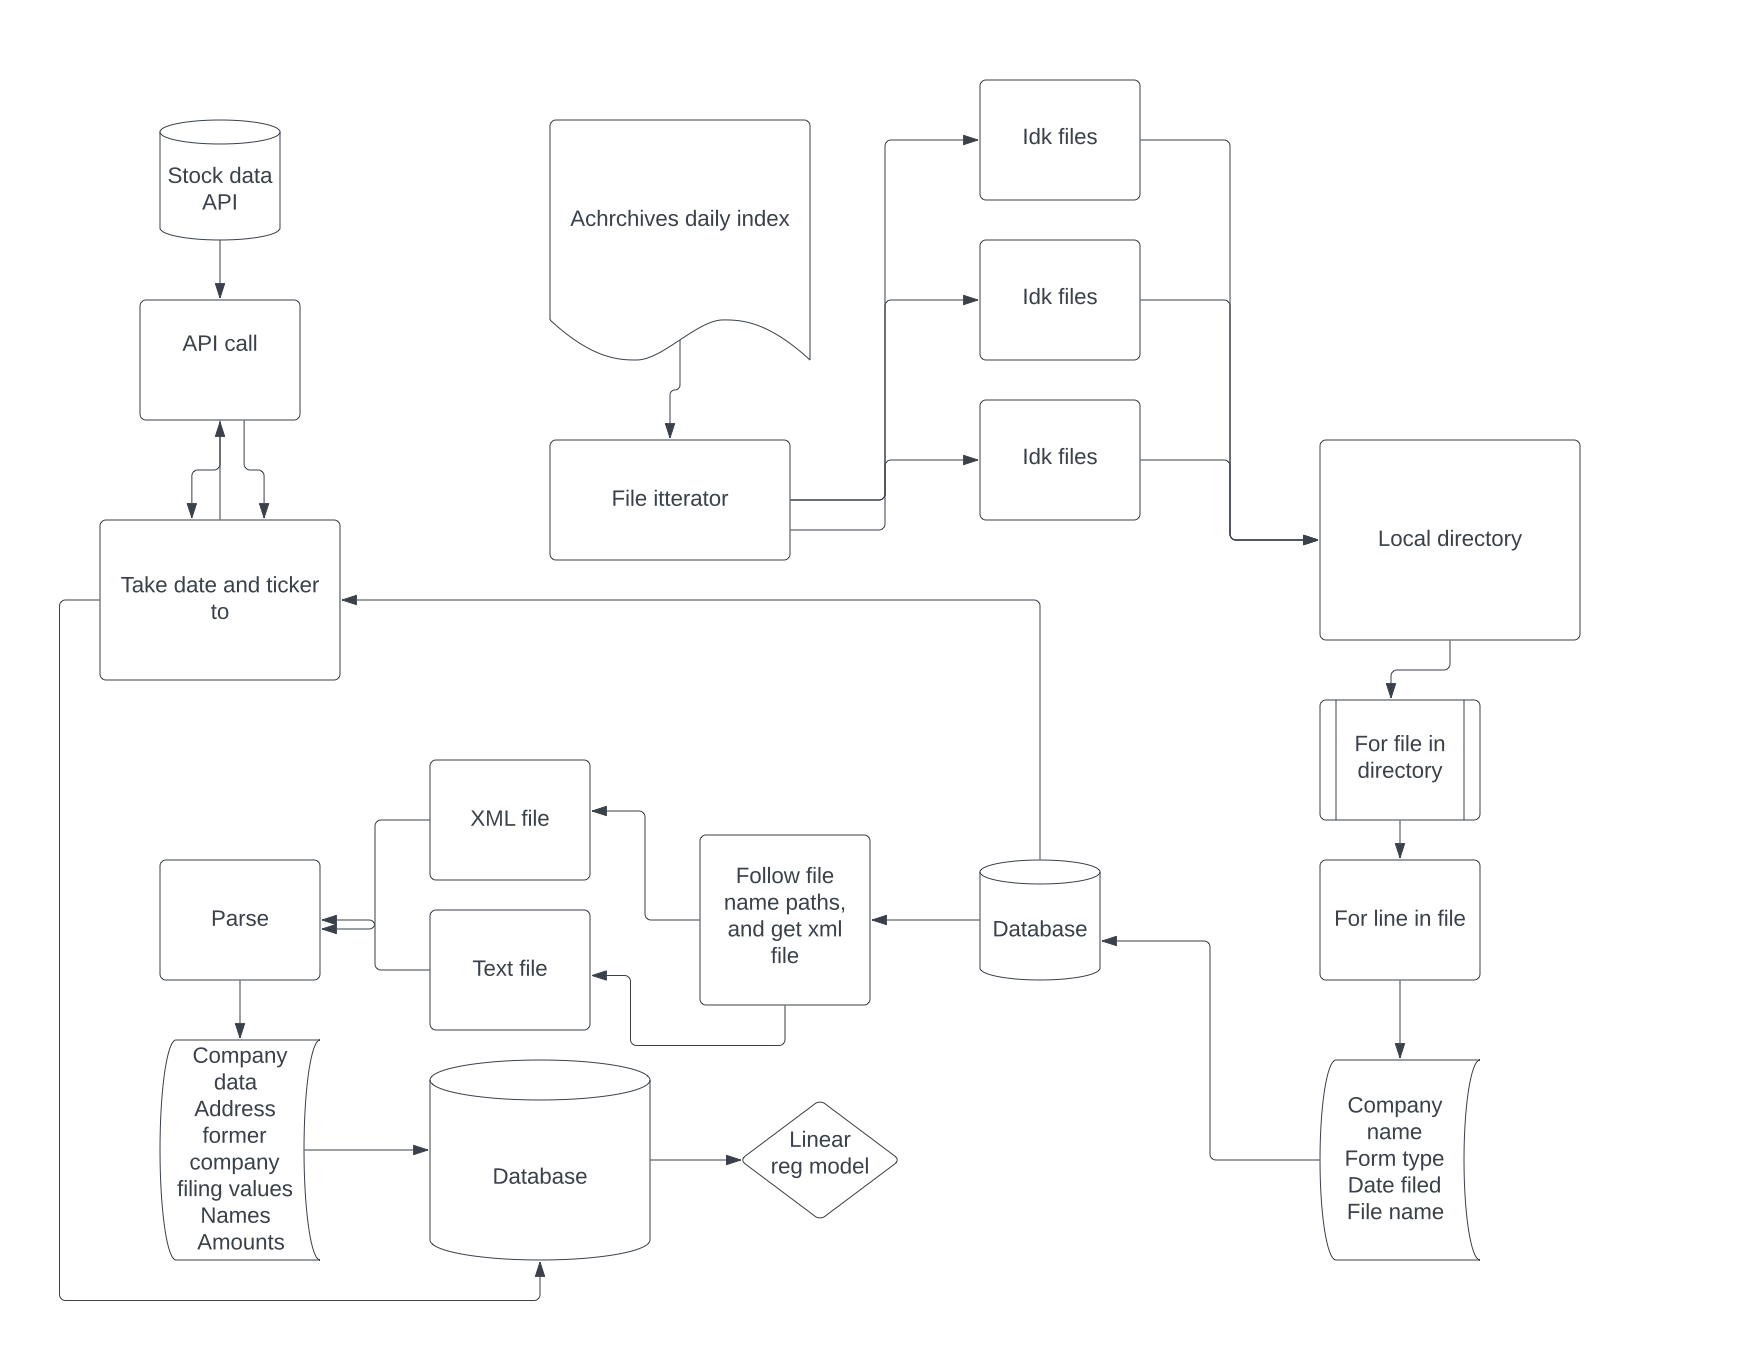 Idk files
Stock data
API
Achrchives daily index
Idk files
API call
Idk files
File itterator
Local directory
Take date and ticker
to
For file in
directory
XML file
Follow file
name paths,
and get xml
file
Parse
Database
For line in file
Text file
Company
data
Address
former
company
filing values
Names
Amounts
Database
Linear
reg model
Company
name
Form type
Date filed
File name